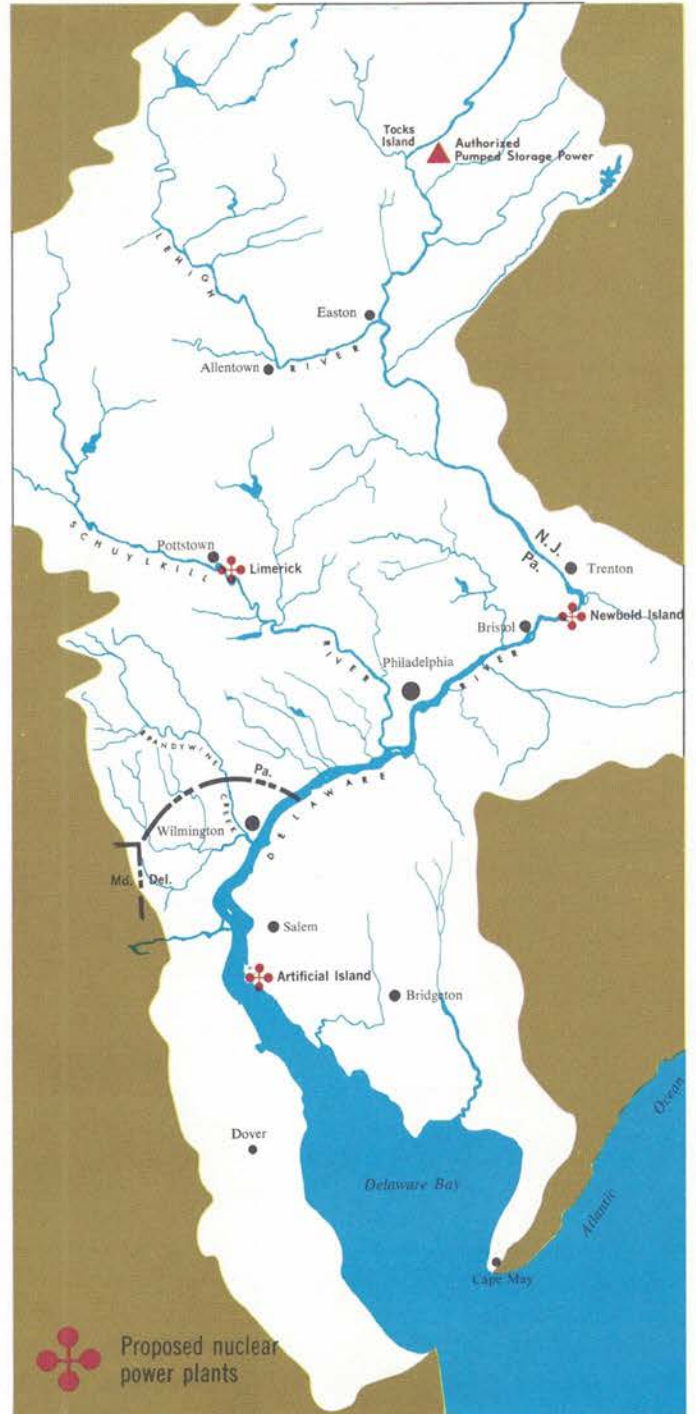 Tocks
Island
Authorized
Pumped Storage Power
LEHIGH
RIVER
Easton
Allentown
SCHUYLKILL
RIVER
Pottstown
Limerick
N.J.
Pa.
Trenton
Newbold Island
Bristol
Philadelphia
RIVER
DELAWARE
BRANDYWINE
CREEK
Pa.
Wilmington
Md.
Del.
Salem
Artificial Island
Bridgeton
Dover
Delaware Bay
Atlantic
Ocean
Cape May
Proposed nuclear
power plants